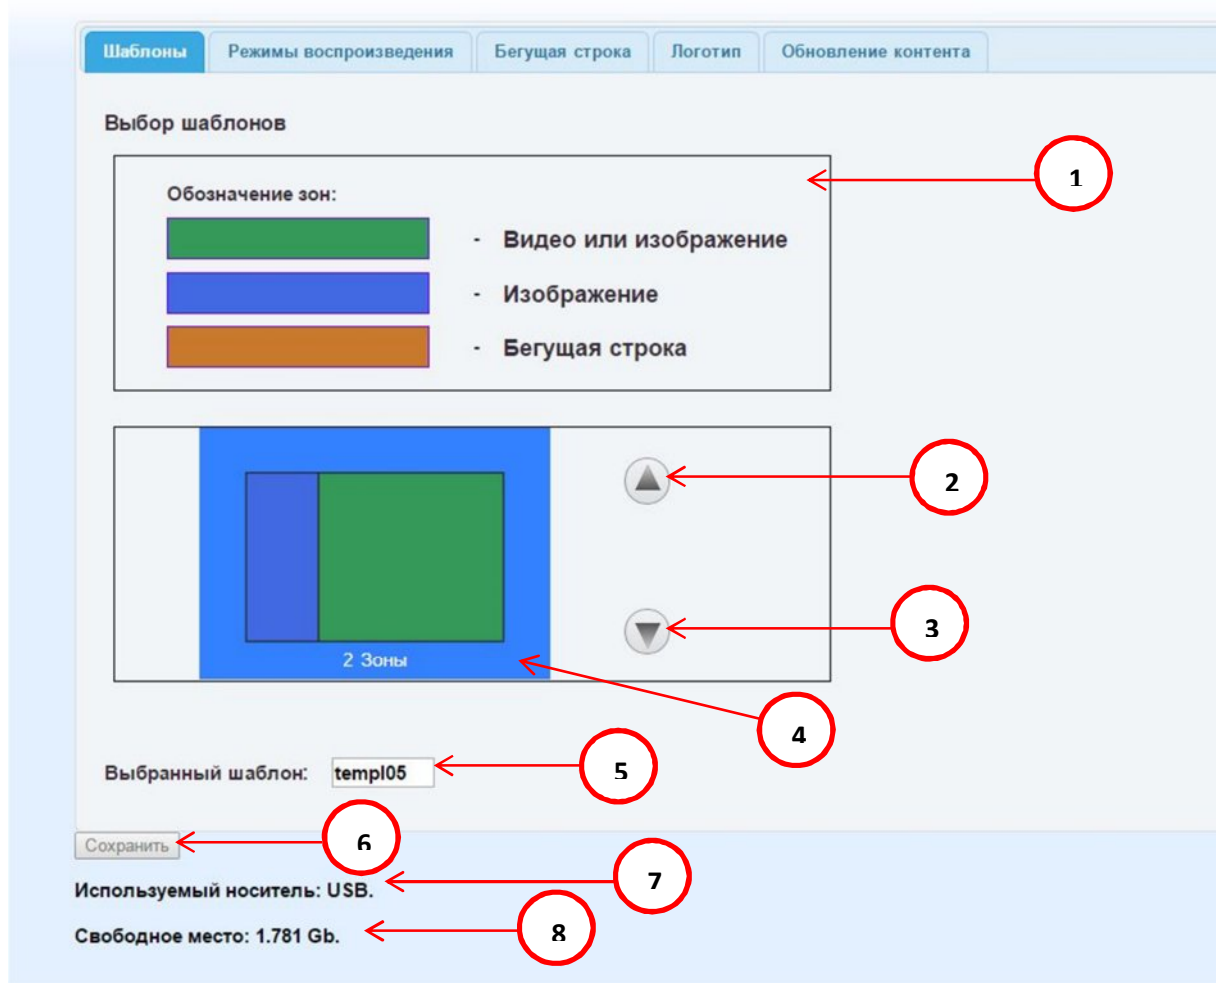 Шаблоны Режимы воспроизведения Бегущая строка Логотип Обновление контента
Выбор шаблонов
1
Обозначение зон:
- Видео или изображение
- Изображение
- Бегущая строка
2
3
2 Зоны
4
Выбранный шаблон: templ05
5
Сохранить
6
Используемый носитель: USB.
7
Свободное место: 1.781 Gb.
8